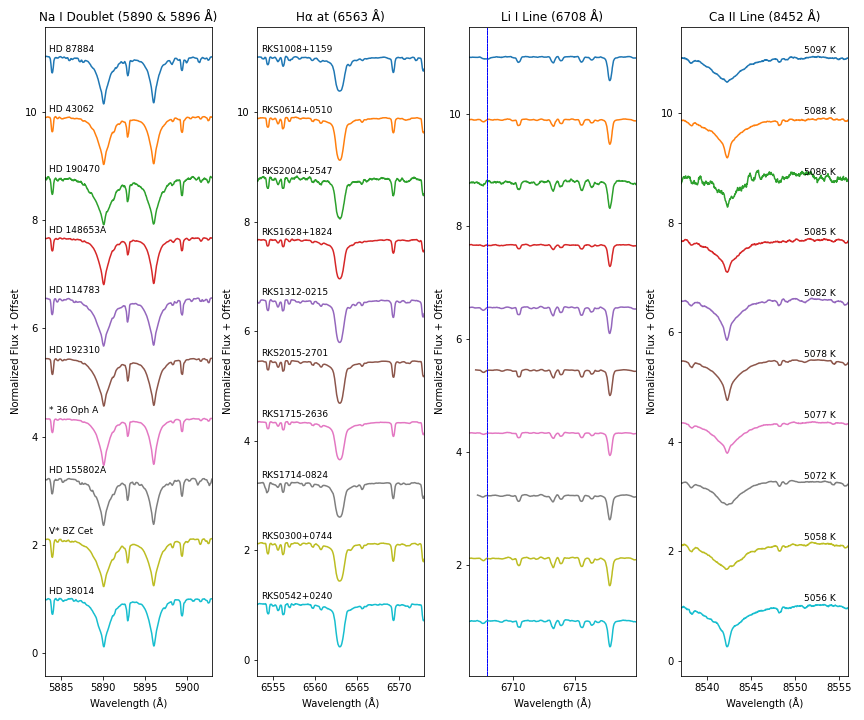 Na I Doublet (5890 & 5896 Å)
Hα at (6563 Å)
Li I Line (6708 Å)
Ca II Line (8452 Å)
HD 87884
RKS1008+1159
5097 K
HD 43062
RKS0614+0510
5088 K
HD 190470
RKS2004+2547
5086 K
HD 148653A
RKS1628+1824
5085 K
HD 114783
RKS1312-0215
5082 K
HD 192310
RKS2015-2701
5078 K
* 36 Oph A
RKS1715-2636
5077 K
HD 155802A
RKS1714-0824
5072 K
V* BZ Cet
RKS0300+0744
5058 K
HD 38014
RKS0542+0240
5056 K
Normalized Flux + Offset
Normalized Flux + Offset
Normalized Flux + Offset
Normalized Flux + Offset
10
8
6
4
2
0
10
8
6
4
2
0
10
8
6
4
2
10
8
6
4
2
0
5885 5890 5895 5900
5555 5560 5565 5570
6710 6715
8540 8545 8550 8555
Wavelength (Å)
Wavelength (Å)
Wavelength (Å)
Wavelength (Å)